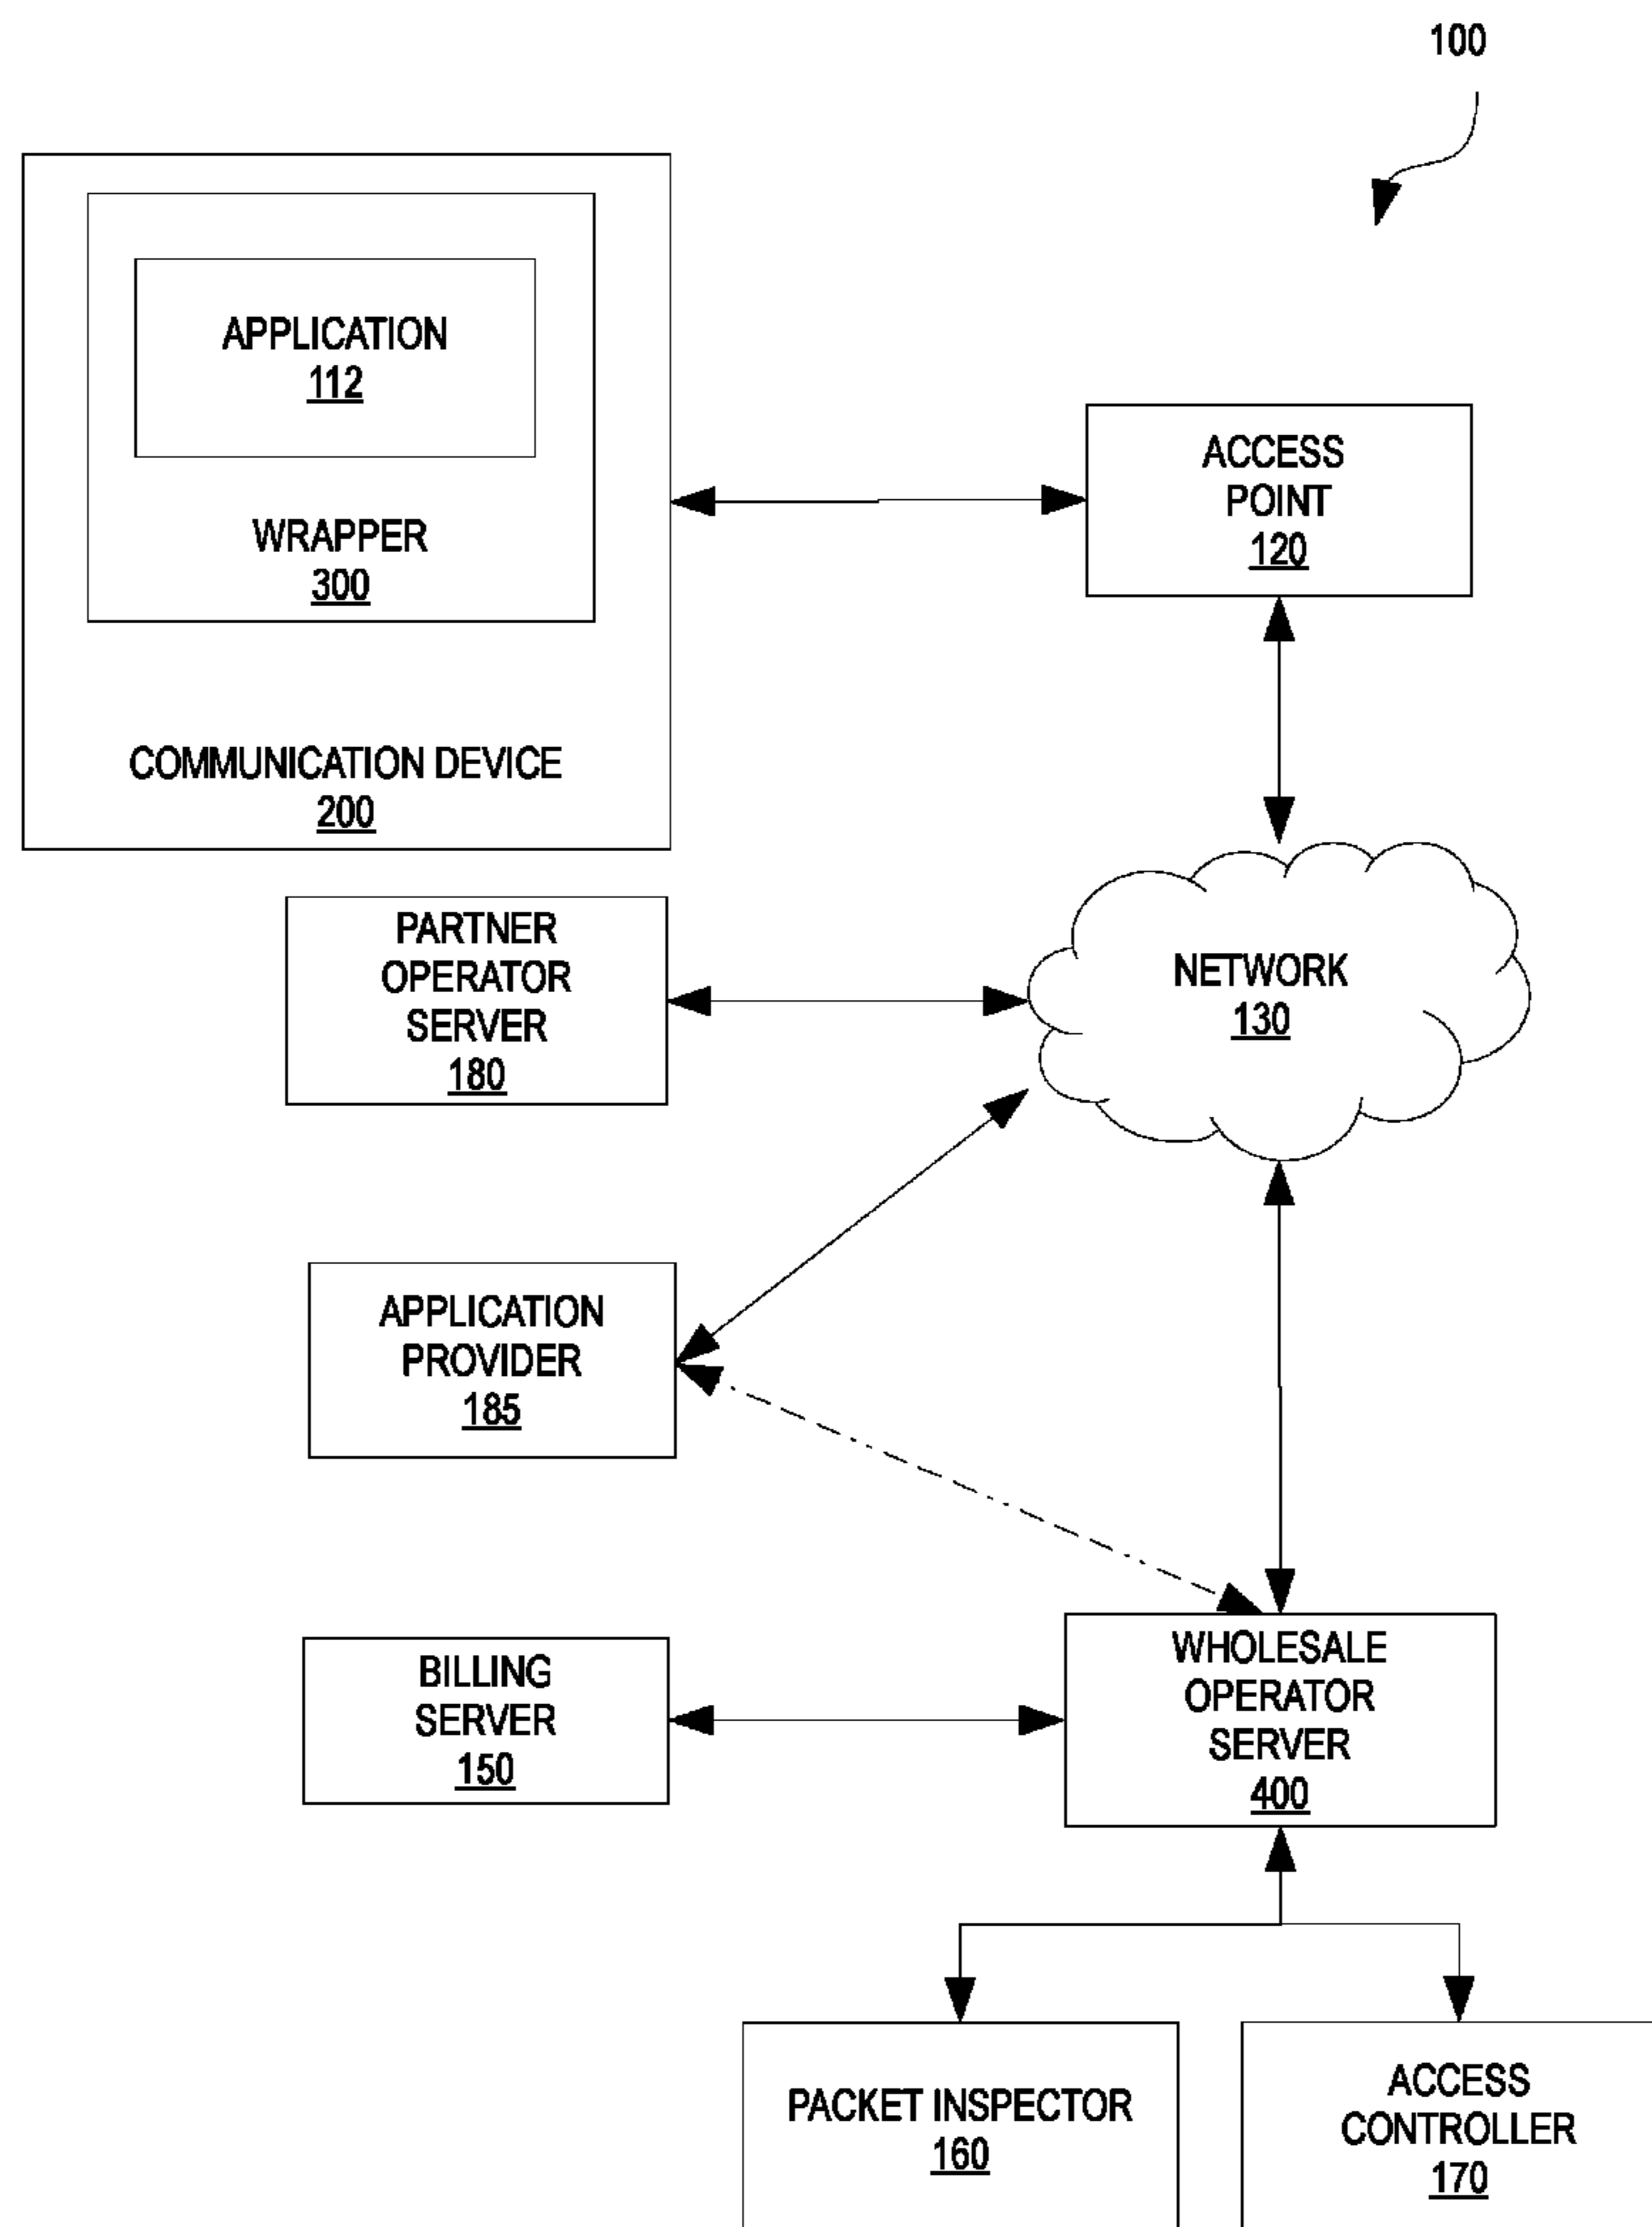 100
APPLICATION
112
WRAPPER
300
COMMUNICATION DEVICE
200
ACCESS
POINT
120
PARTNER
OPERATOR
SERVER
180
NETWORK
130
APPLICATION
PROVIDER
185
BILLING
SERVER
150
WHOLESALE
OPERATOR
SERVER
400
PACKET INSPECTOR
160
ACCESS
CONTROLLER
170